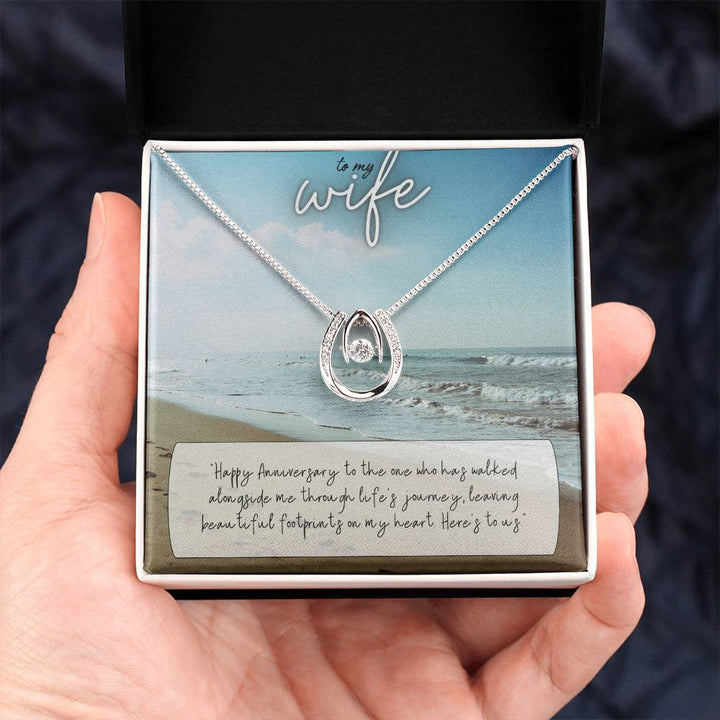 to my
wife
"Happy Anniversary to the one who has walked
alongside me through life's journey, leaving
beautiful footprints on my heart. Here's to us."